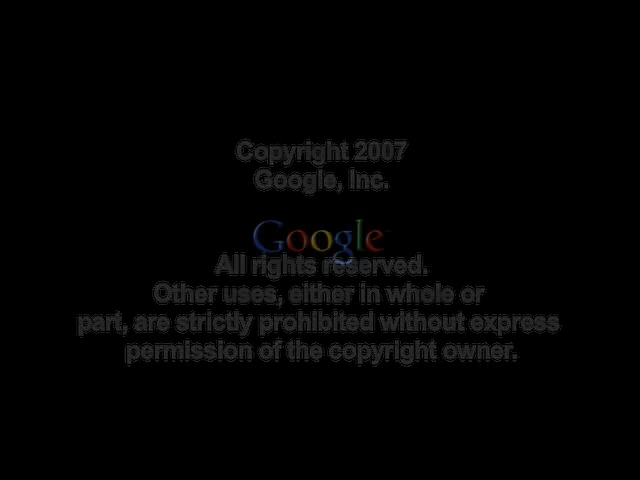 Copyright 2007
Google, Inc.
Google
All rights reserved.
Other uses, either in whole or
part, are strictly prohibited without express
permission of the copyright owner.